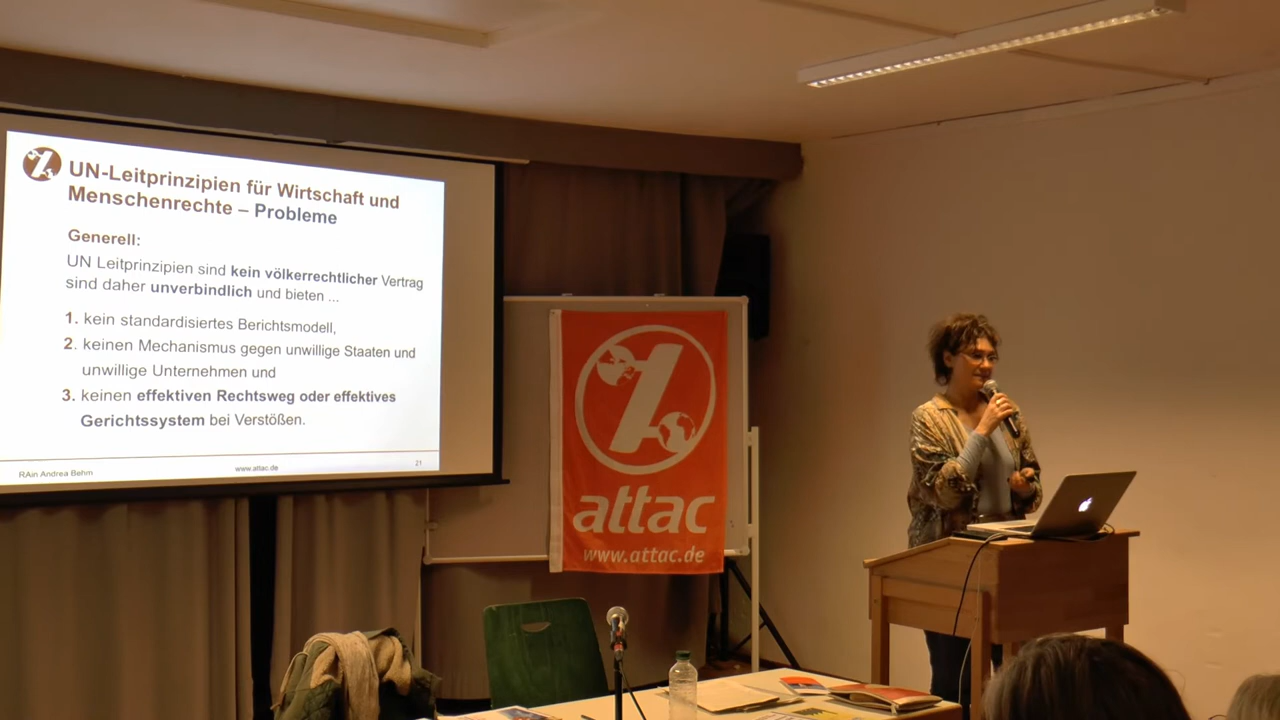 UN-Leitprinzipien für Wirtschaft und
Menschenrechte – Probleme
Generell:
UN Leitprinzipien sind kein völkerrechtlicher Vertrag
sind daher unverbindlich und bieten ...
1. kein standardisiertes Berichtsmodell,
2. keinen Mechanismus gegen unwillige Staaten und
unwillige Unternehmen und
3. keinen effektiven Rechtsweg oder effektives
Gerichtssystem bei Verstößen.
RAin Andrea Behm
www.attac.de
21
attac
www.attac.de